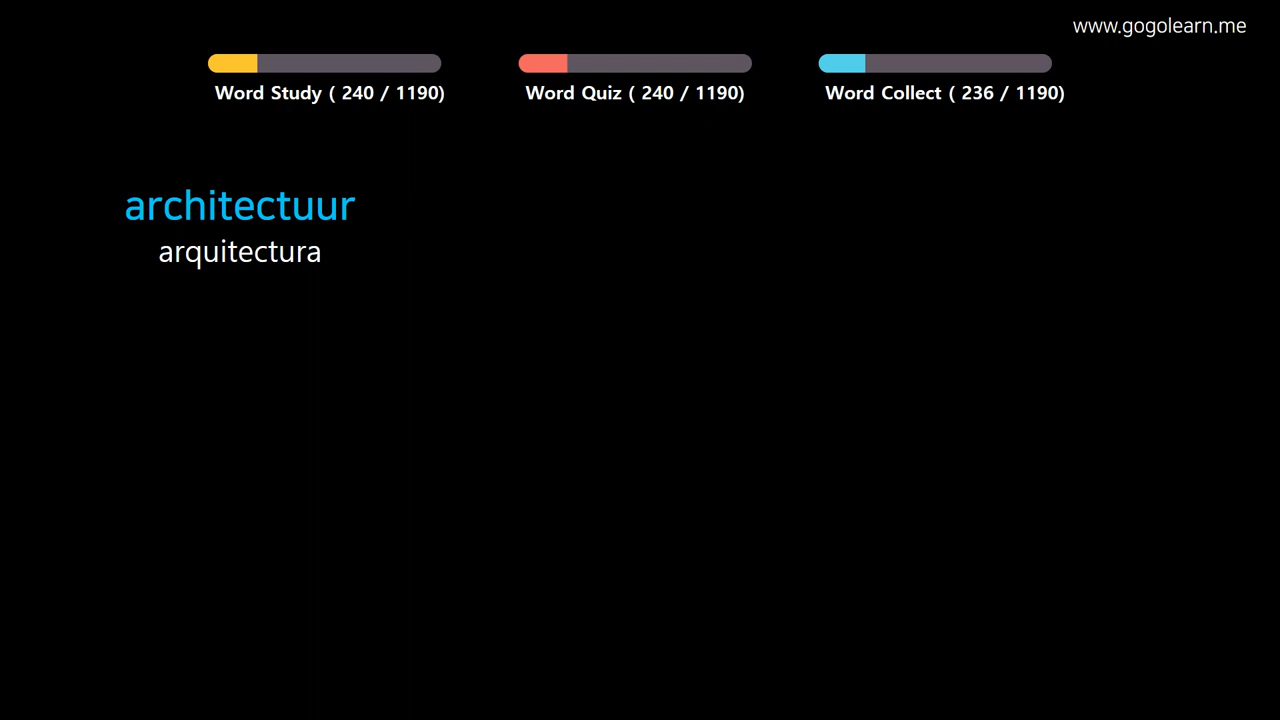 www.gogolearn.me
Word Study ( 240 / 1190)
Word Quiz ( 240 / 1190)
Word Collect ( 236 / 1190)
architectuur
arquitectura